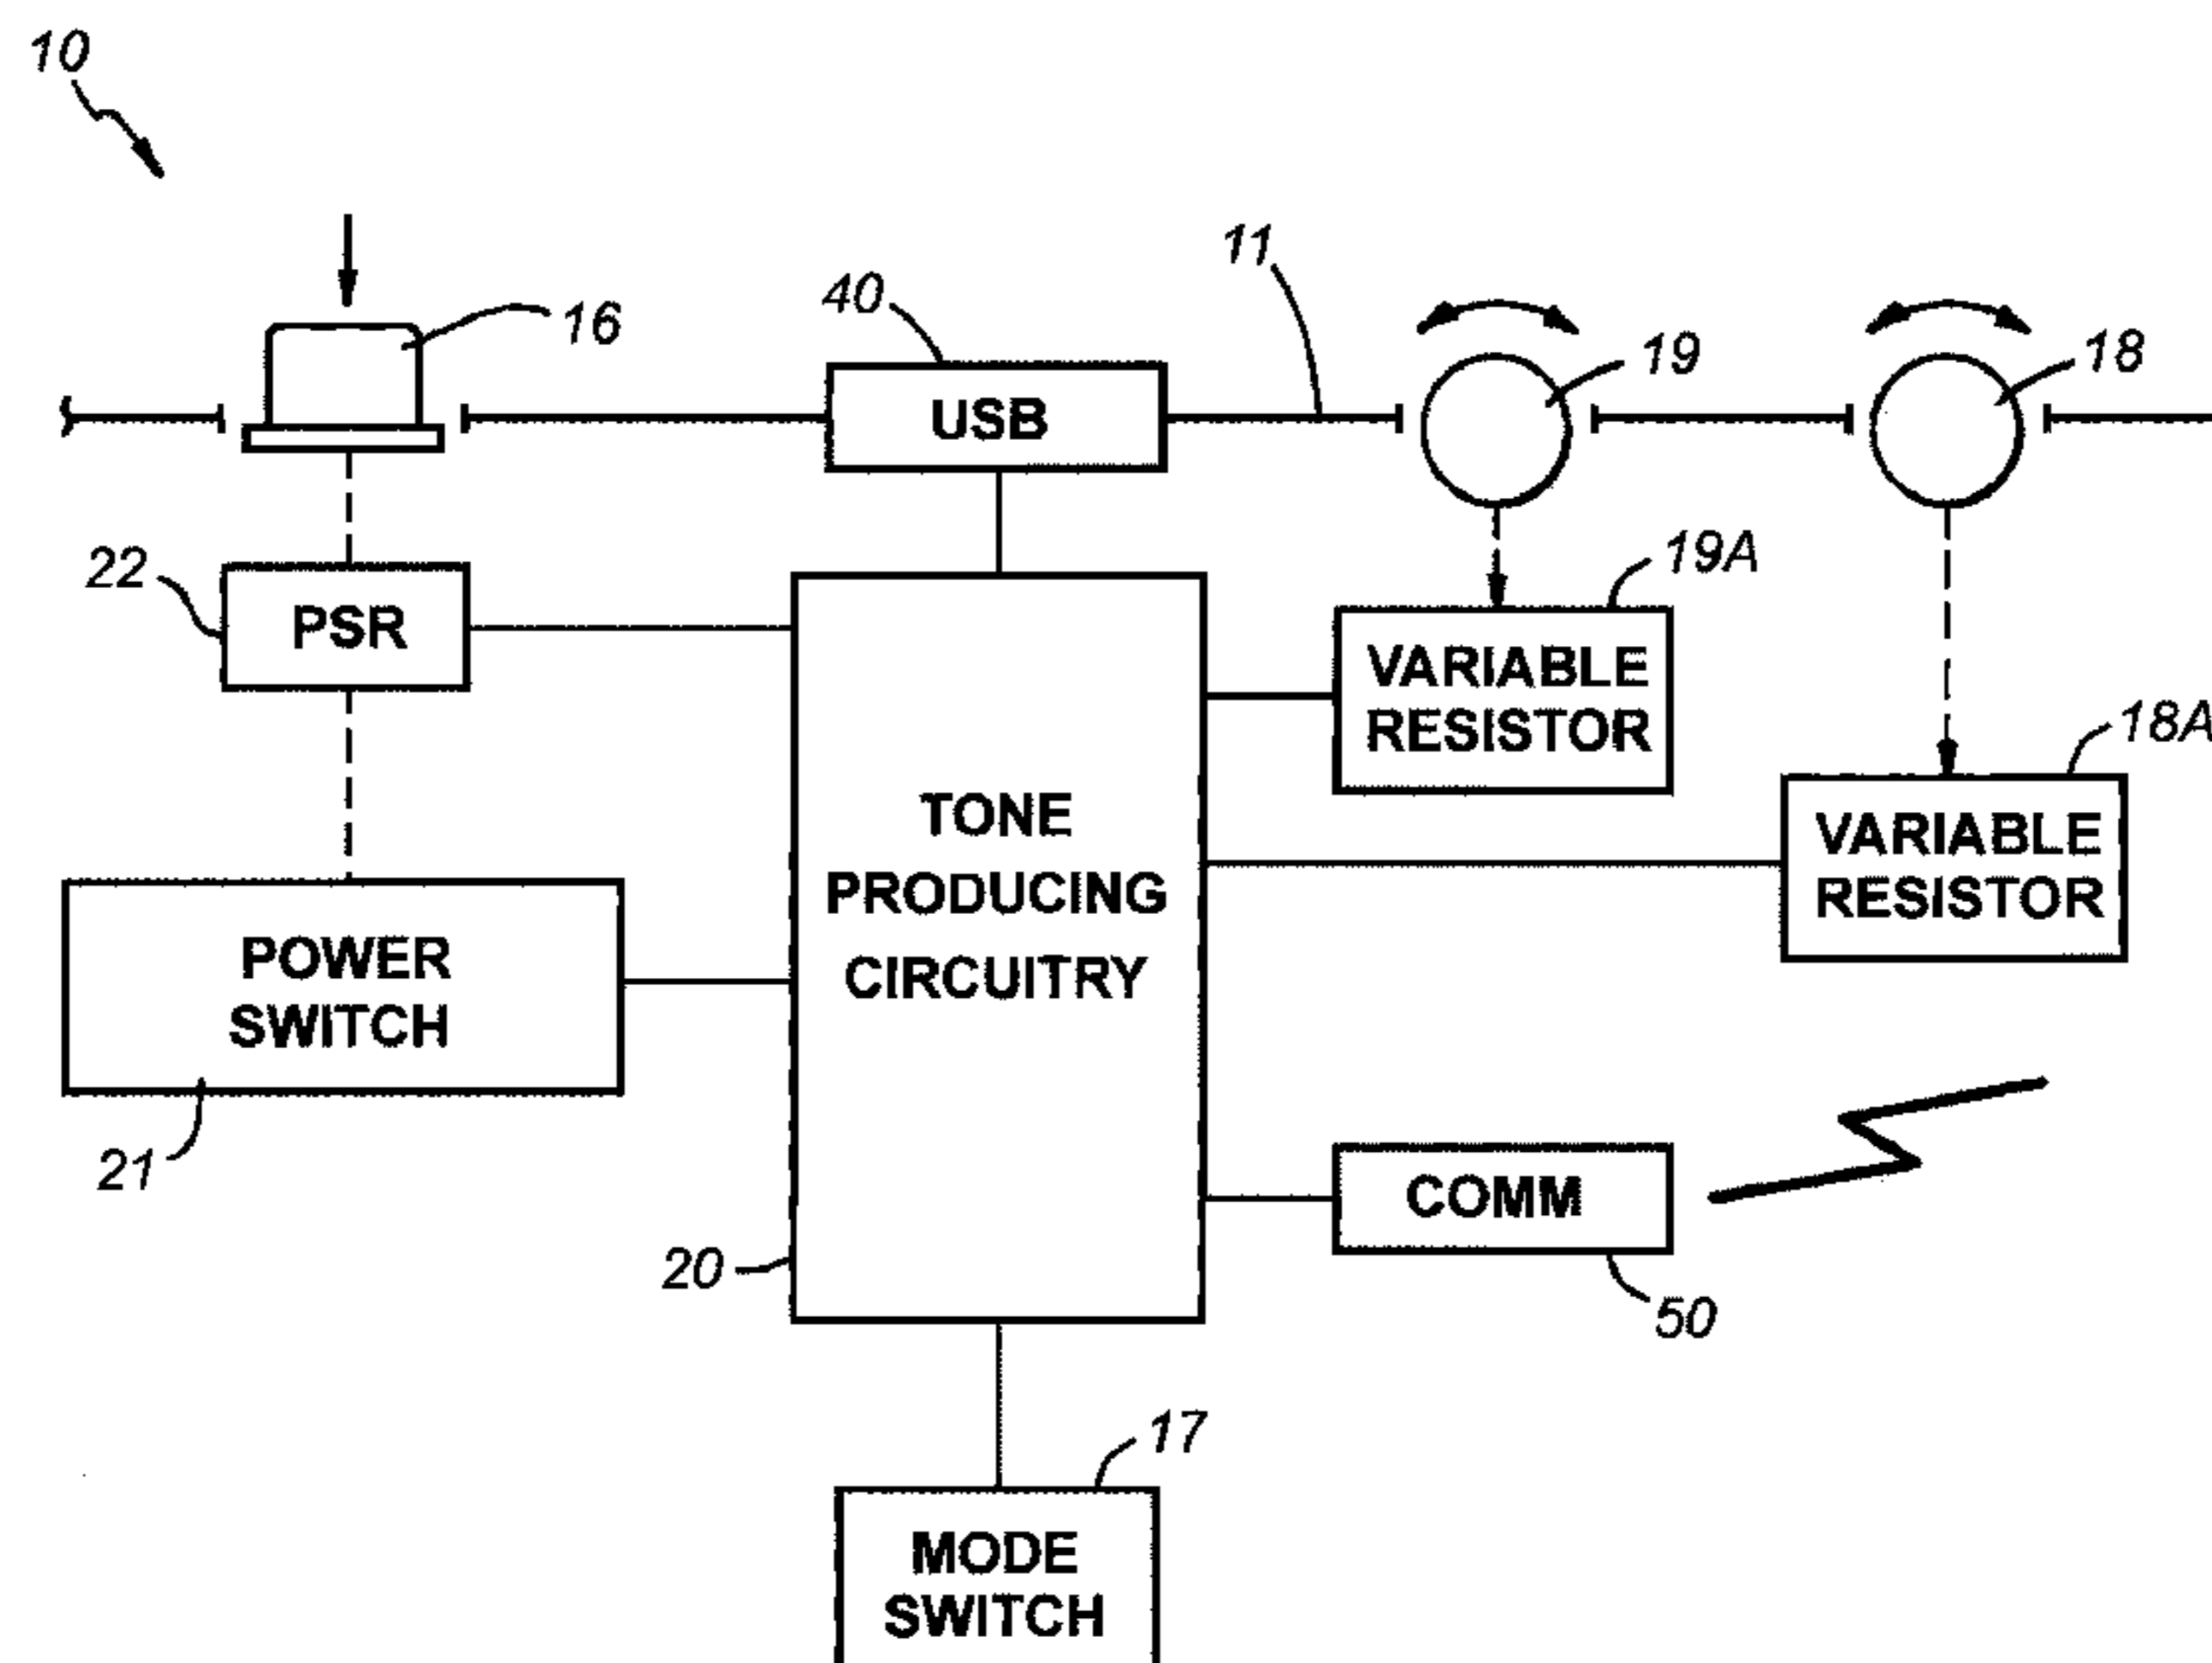 10
11
40
16
19
18
USB
19A
22
PSR
VARIABLE
RESISTOR
18A
TONE
PRODUCING
CIRCUITRY
VARIABLE
RESISTOR
POWER
SWITCH
21
COMM
20
50
17
MODE
SWITCH